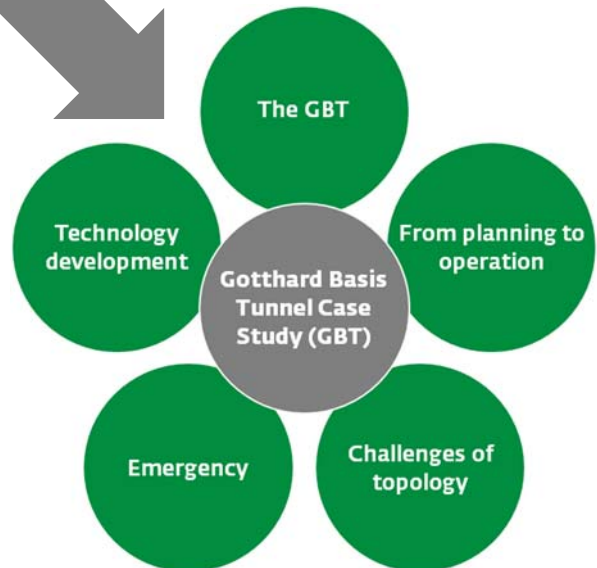 The GBT
Technology
development
From planning to
operation
Gotthard Basis
Tunnel Case
Study (GBT)
Emergency
Challenges of
topology